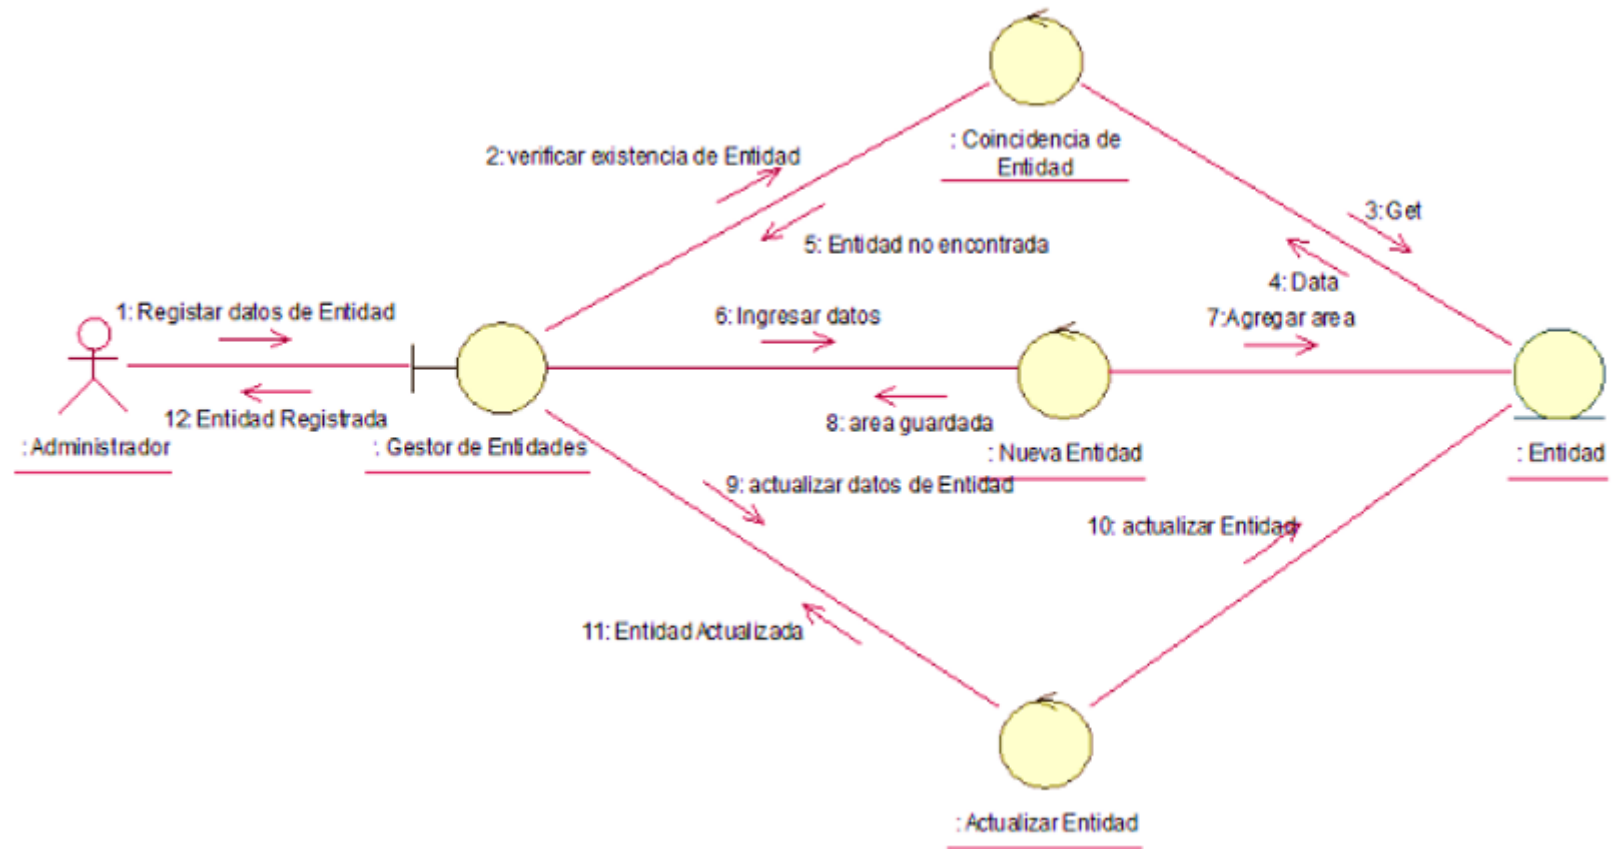 : Coincidencia de
Entidad
2: verificar existencia de Entidad
3:Get
5: Entidad no encontrada
4: Data
1: Registar datos de Entidad
6: Ingresar datos
7:Agregar area
12: Entidad Registrada
8: area guardada
: Administrador
: Gestor de Entidades
: Nueva Entidad
: Entidad
9: actualizar datos de Entidad
10: actualizar Entidad
11: Entidad Actualizada
: Actualizar Entidad